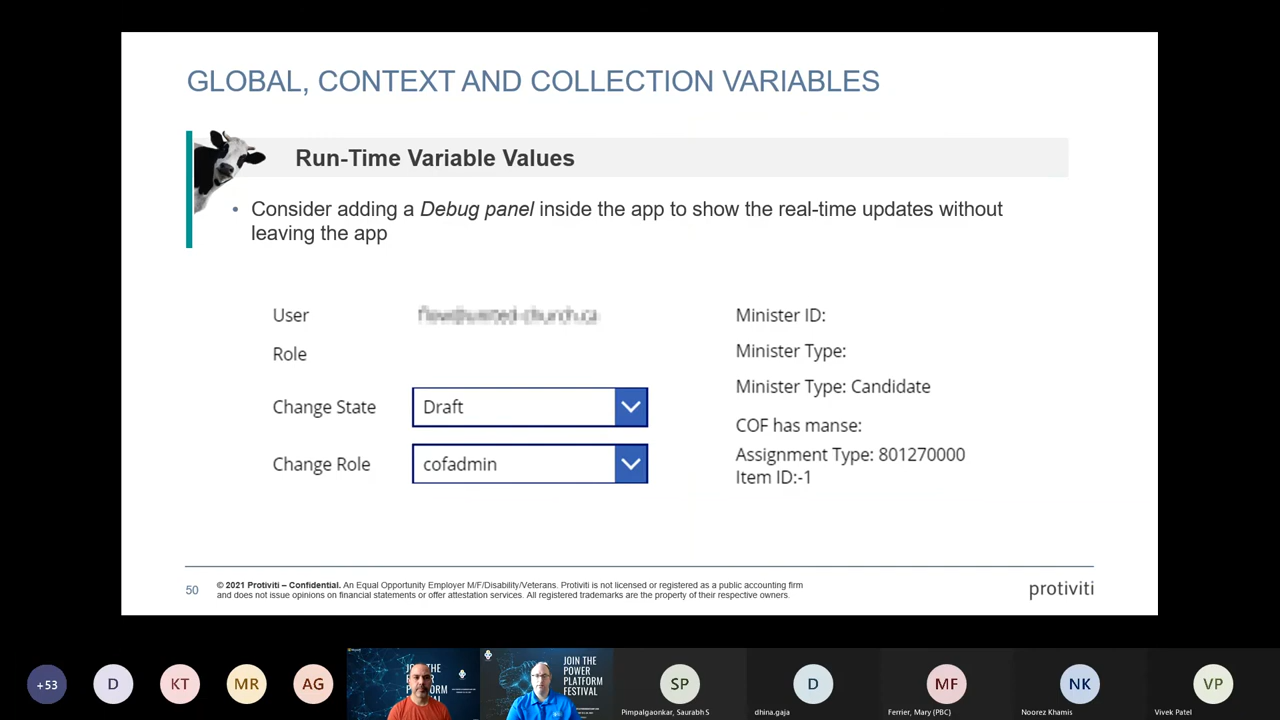 GLOBAL, CONTEXT AND COLLECTION VARIABLES
Run-Time Variable Values
• Consider adding a Debug panel inside the app to show the real-time updates without
leaving the app
User
Role
Change State Draft
Change Role cofadmin
Minister ID:
Minister Type:
Minister Type: Candidate
COF has manse:
Assignment Type: 801270000
Item ID:-1
50
© 2021 Protiviti – Confidential. An Equal Opportunity Employer M/F/Disability/Veterans. Protiviti is not licensed or registered as a public accounting firm
and does not issue opinions on financial statements or offer attestation services. All registered trademarks are the property of their respective owners.
protiviti
+53
D
KT
MR
AG
JOIN THE
POWER
PLATFORM
FESTIVAL
SP
Pimpalgaonkar, Saurabh S
D
dhina.gaja
MF
Ferrier, Mary (PBC)
NK
Noorez Khamis
VP
Vivek Patel